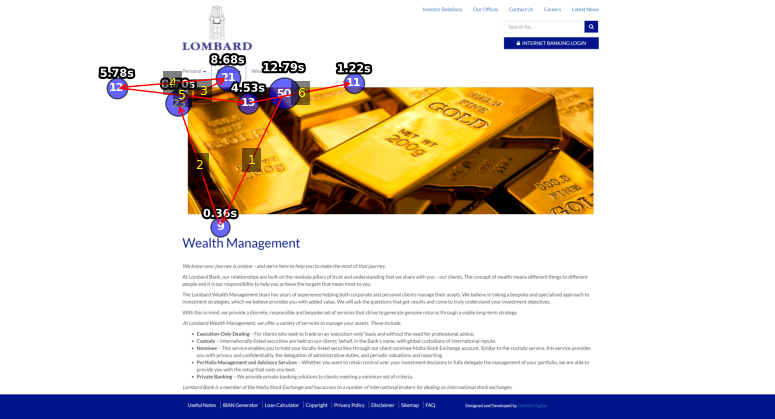 Investor Relations Our Offices Contact Us Careers Latest News
Search for...
INTERNET BANKING LOGIN
LOMBARD
Personal
5.78s
8.68s
12.79s
1.22s
4.53s
0.36s
12
21
50
11
13
9
1
2
3
4
5
6
GOLD
NET WT
200g
GOLD
FINE
GOLD
Wealth Management
We know your journey is unique – and we're here to help you to make the most of that journey.
At Lombard Bank, our relationships are built on the resolute pillars of trust and understanding that we share with you – our clients. The concept of wealth means different things to different
people and it is our responsibility to help you achieve the targets that mean most to you.
The Lombard Wealth Management team has years of experience helping both corporate and personal clients manage their assets. We believe in taking a bespoke and specialised approach to
investment strategies, which we believe provides you with added value. We will ask the questions that get results and come to truly understand your investment objectives.
With this in mind, we provide a discrete, responsible and bespoke set of services that strive to generate genuine returns through a viable long-term strategy.
At Lombard Wealth Management, we offer a variety of services to manage your assets. These include:
• Execution-Only Dealing – For clients who seek to trade on an 'execution-only' basis and without the need for professional advice.
• Custody – Internationally-listed securities are held on our clients' behalf, in the Bank's name, with global custodians of international repute.
• Nominee – This service enables you to hold your locally-listed securities through our client nominee Malta Stock Exchange account. Similar to the custody service, this service provides
you with privacy and confidentiality, the delegation of administrative duties, and periodic valuations and reporting.
• Portfolio Management and Advisory Services – Whether you want to retain control over your investment decisions or fully delegate the management of your portfolio, we are able to
provide you with the setup that suits you best.
• Private Banking – We provide private banking solutions to clients meeting a minimum set of criteria.
Lombard Bank is a member of the Malta Stock Exchange and has access to a number of international brokers for dealing on international stock exchanges.
Useful Notes | IBAN Generator | Loan Calculator | Copyright | Privacy Policy | Disclaimer | Sitemap | FAQ
Designed and Developed by Deloitte Digital